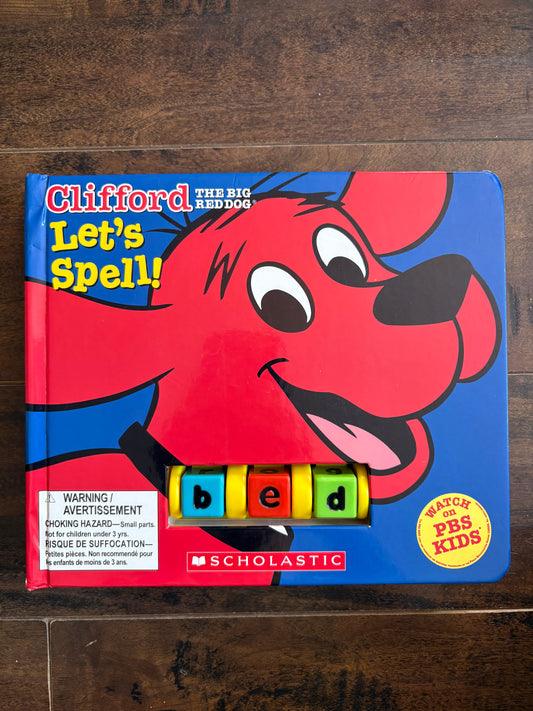 Clifford THE BIG
RED DOG®
Let's
Spell!
b e d
WARNING /
AVERTISSEMENT
CHOKING HAZARD—Small parts.
Not for children under 3 yrs.
RISQUE DE SUFFOCATION—
Petites pièces. Non recommendé pour
les enfants de moins de 3 ans.
SCHOLASTIC
WATCH
on
PBS
KIDS